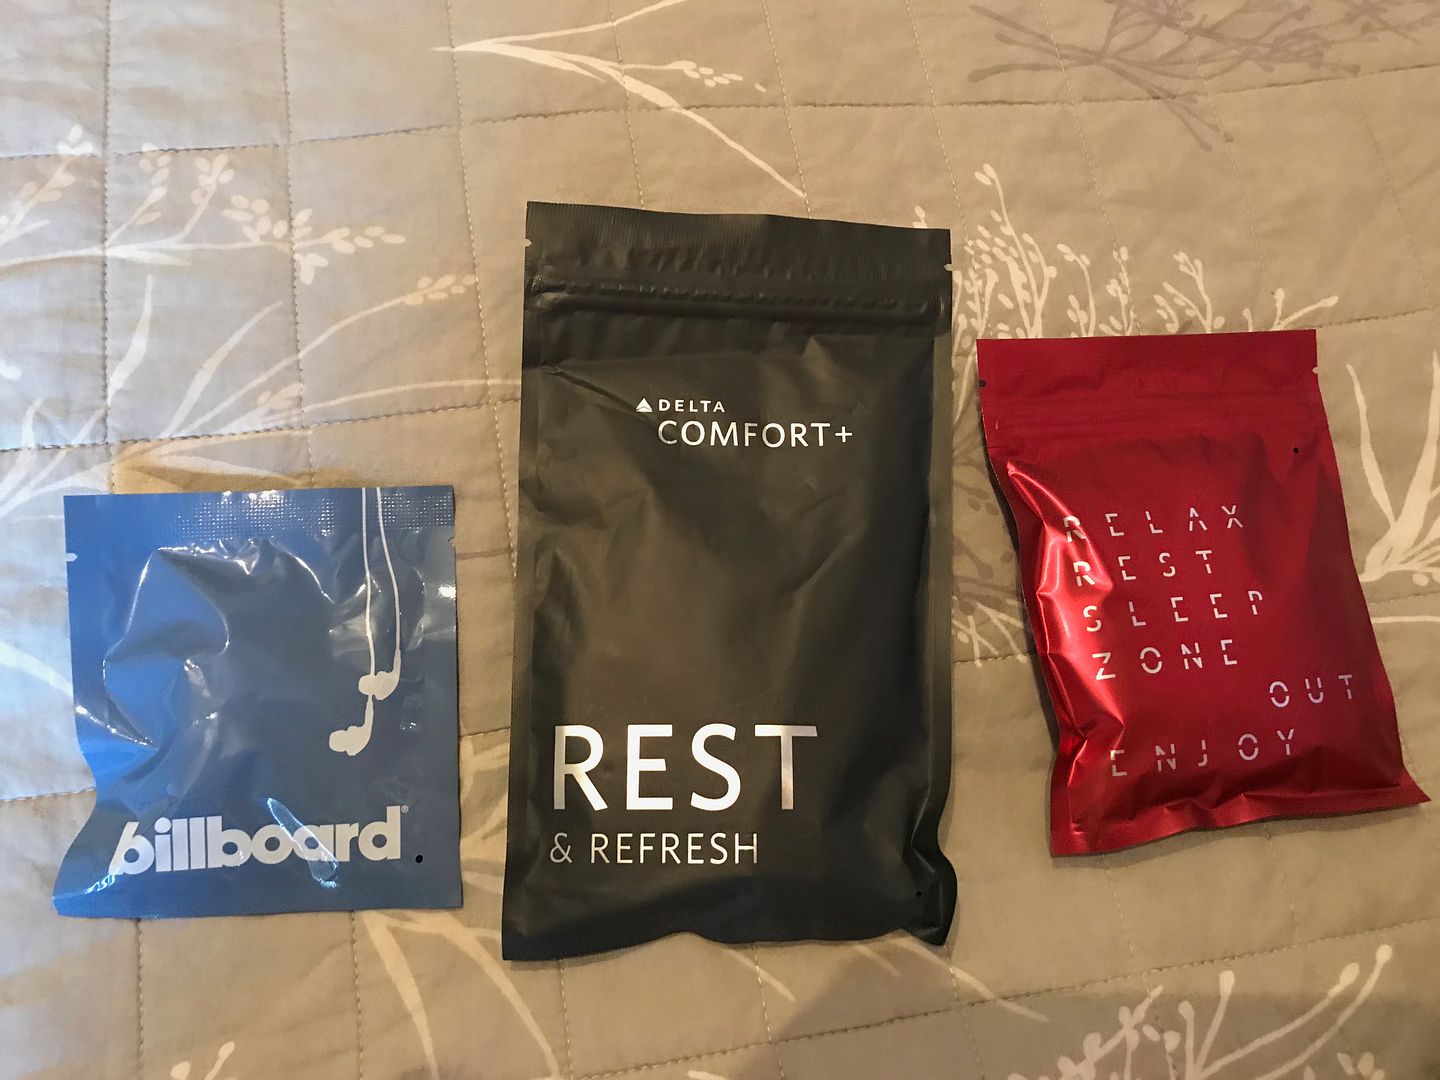 billboard®
DELTA
COMFORT+
REST
& REFRESH
RELAX
REST
SLEEP
ZONE
OUT
ENJOY